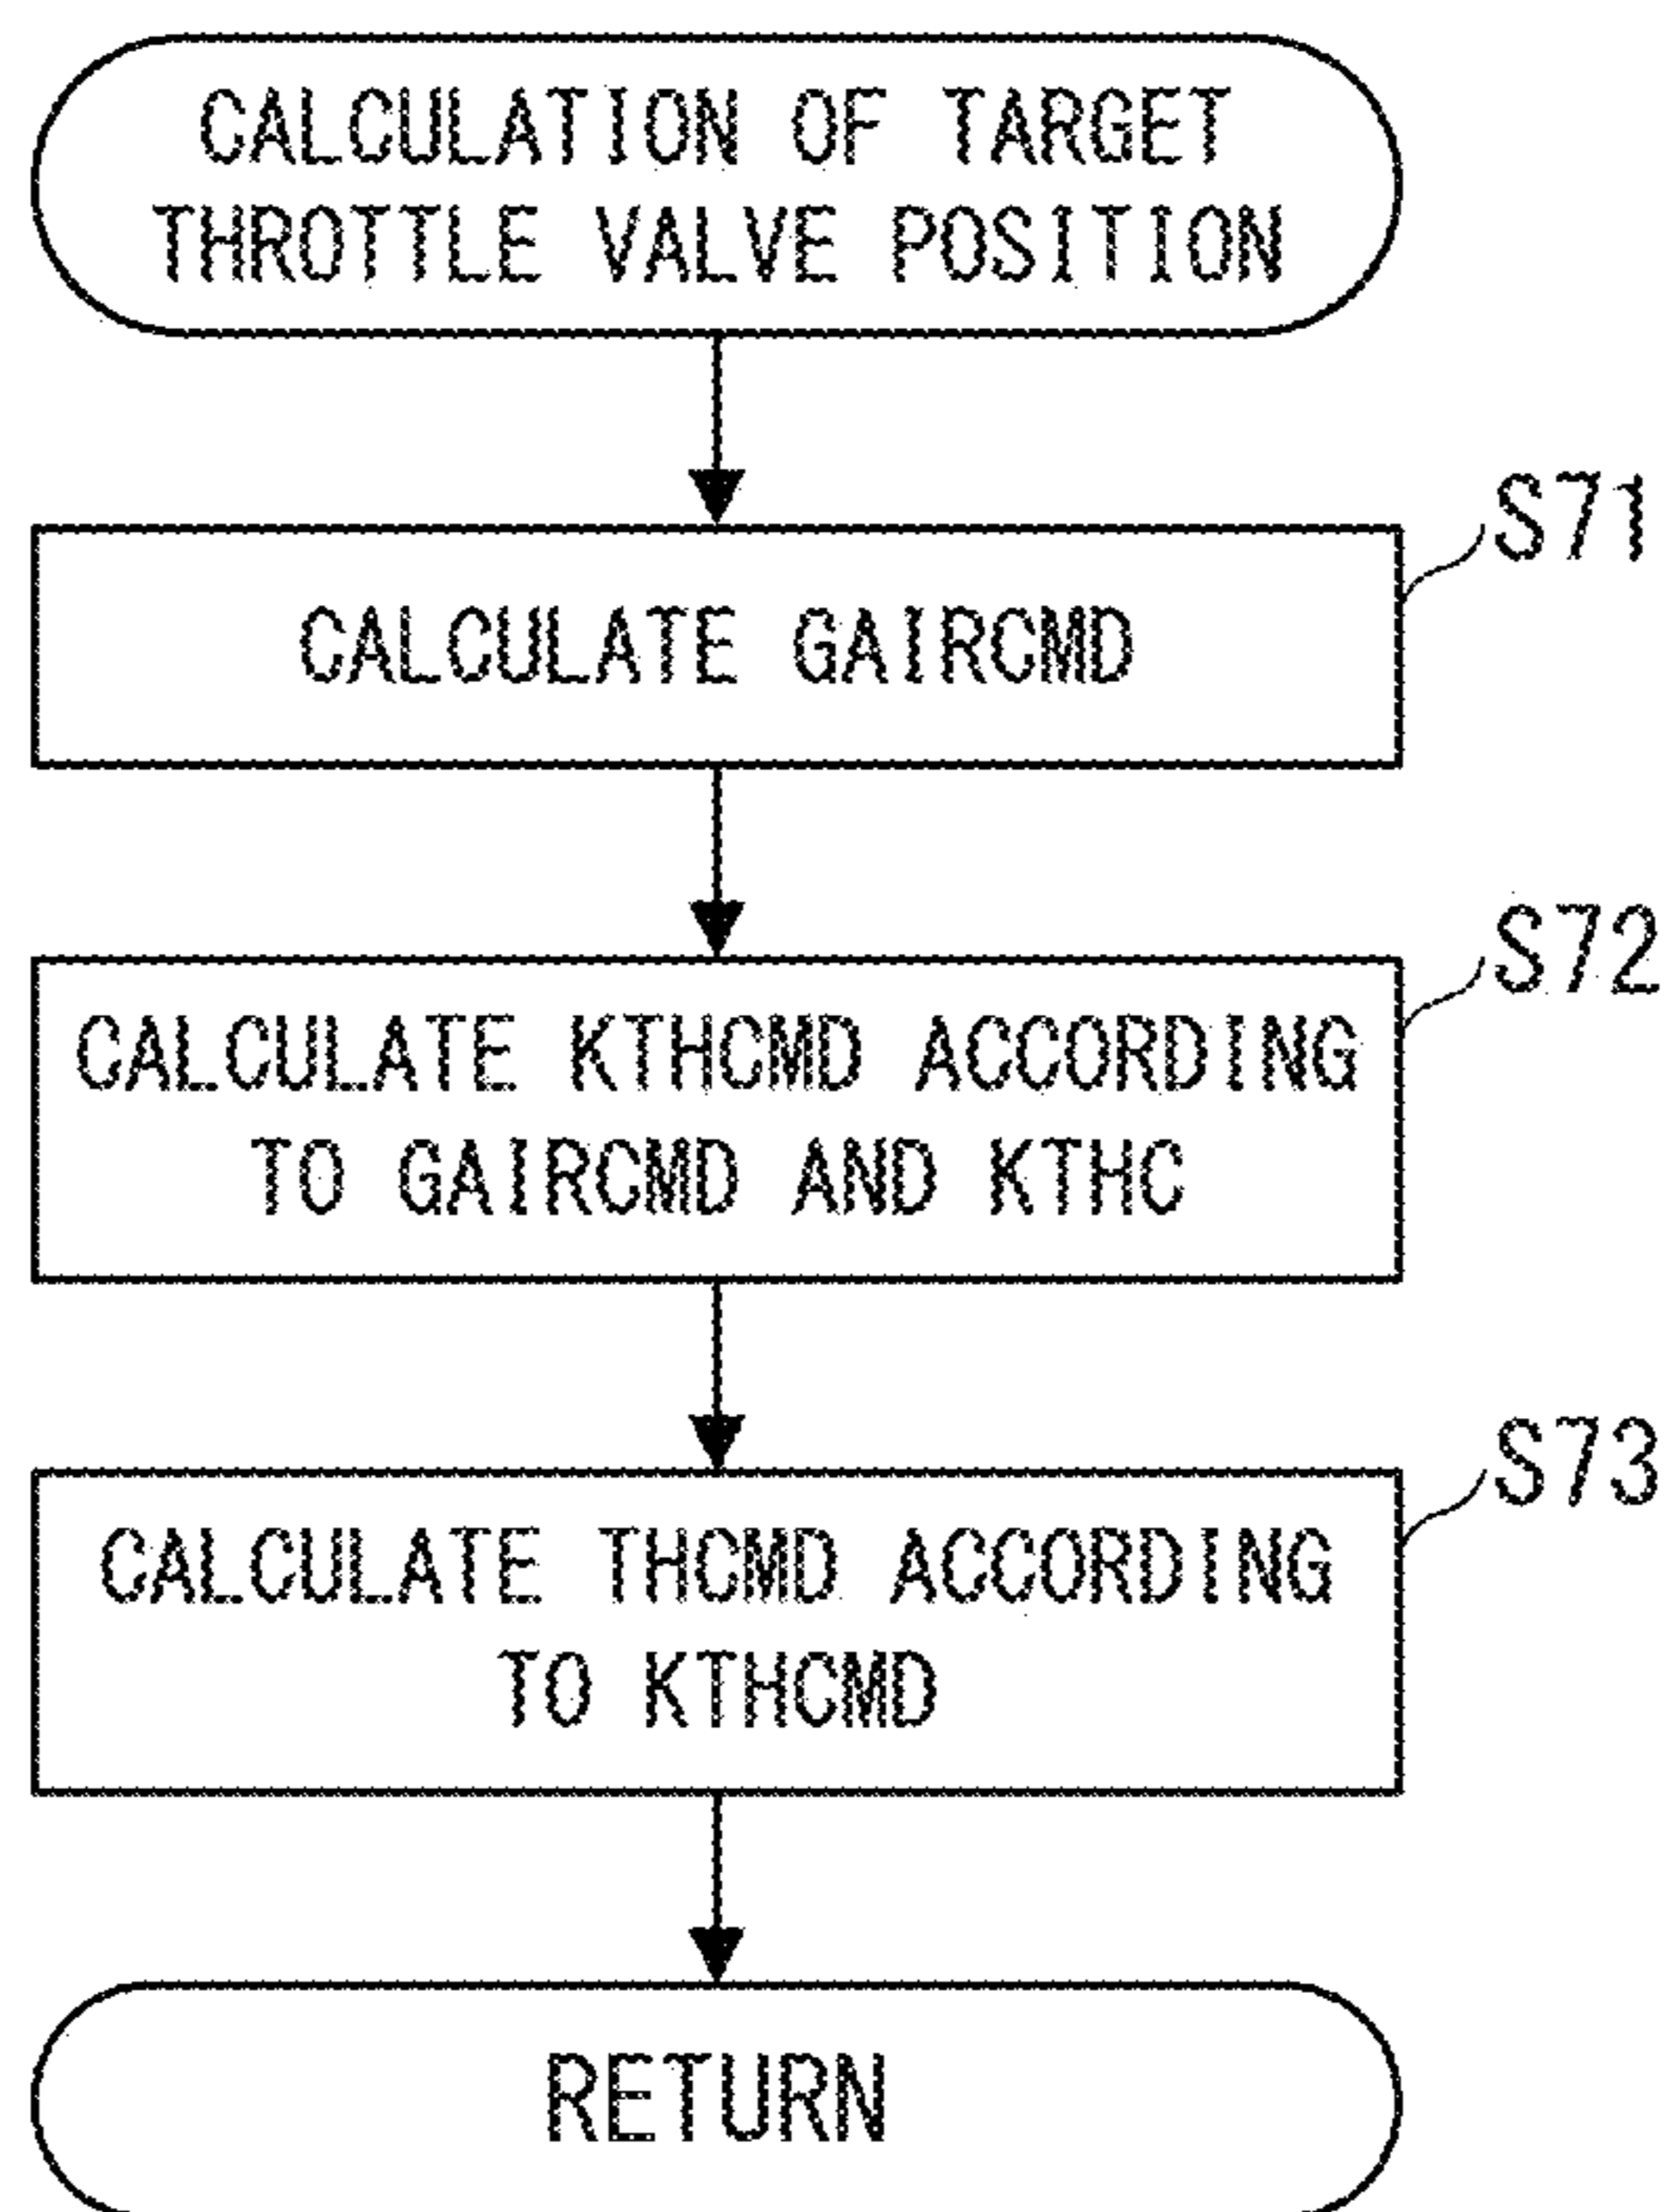 CALCULATION OF TARGET
THROTTLE VALVE POSITION
S71
CALCULATE GAIRCMD
S72
CALCULATE KTHCMD ACCORDING
TO GAIRCMD AND KTHC
S73
CALCULATE THCMD ACCORDING
TO KTHCMD
RETURN